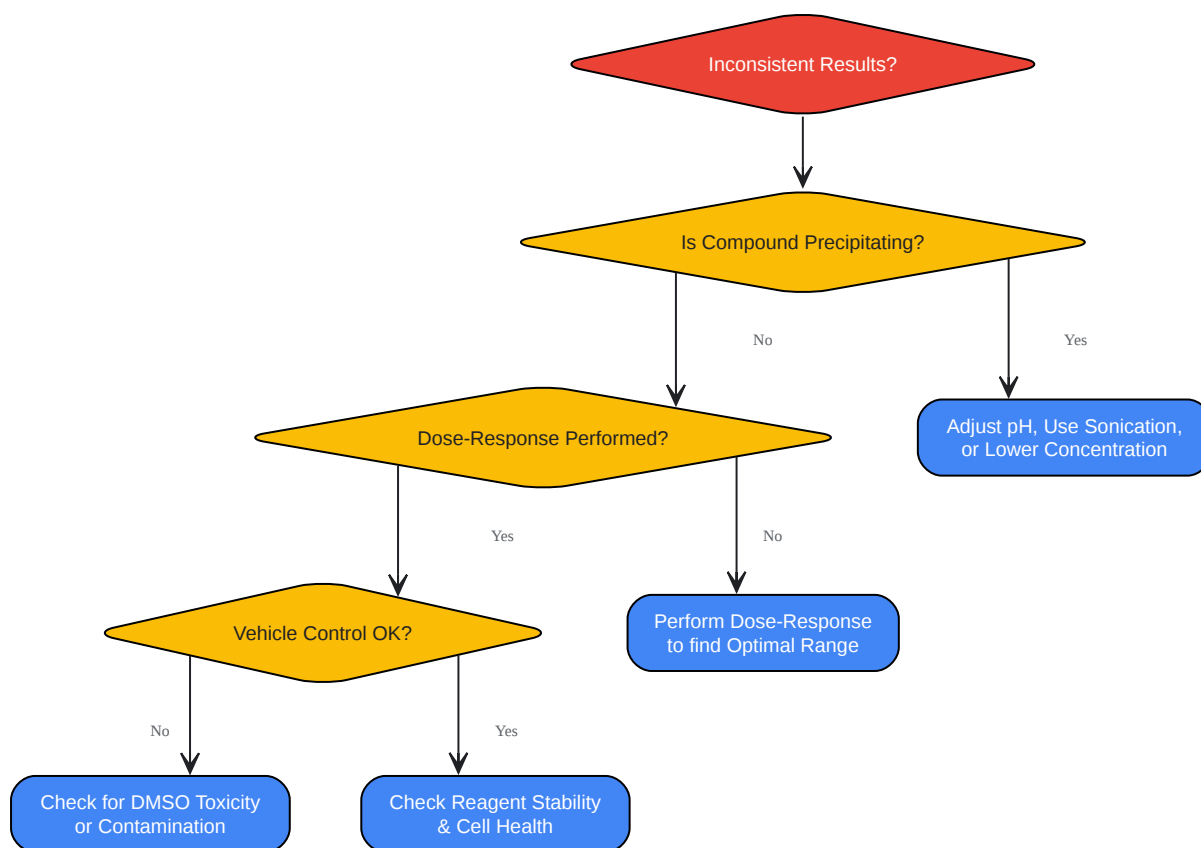 Inconsistent Results?
Is Compound Precipitating?
No
Yes
Adjust pH, Use Sonication,
or Lower Concentration
Dose-Response Performed?
Yes
No
Perform Dose-Response
to find Optimal Range
Vehicle Control OK?
No
Yes
Check for DMSO Toxicity
or Contamination
Check Reagent Stability
& Cell Health